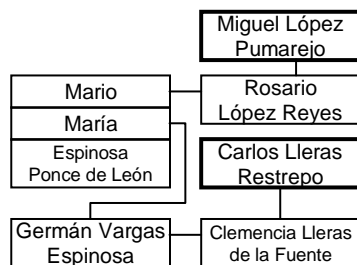 Miguel López
Pumarejo
Mario
Rosario
López Reyes
María
Espinosa
Ponce de León
Carlos Lleras
Restrepo
Germán Vargas
Espinosa
Clemencia Lleras
de la Fuente